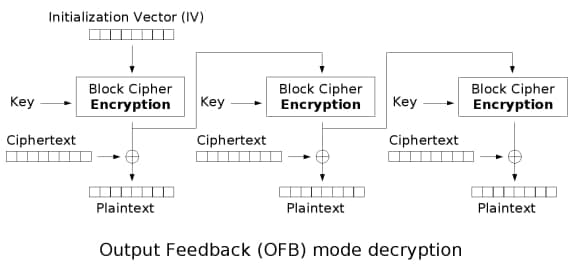 Initialization Vector (IV)
Block Cipher
Encryption
Key
Ciphertext
Plaintext
Block Cipher
Encryption
Key
Ciphertext
Plaintext
Block Cipher
Encryption
Key
Ciphertext
Plaintext
Output Feedback (OFB) mode decryption